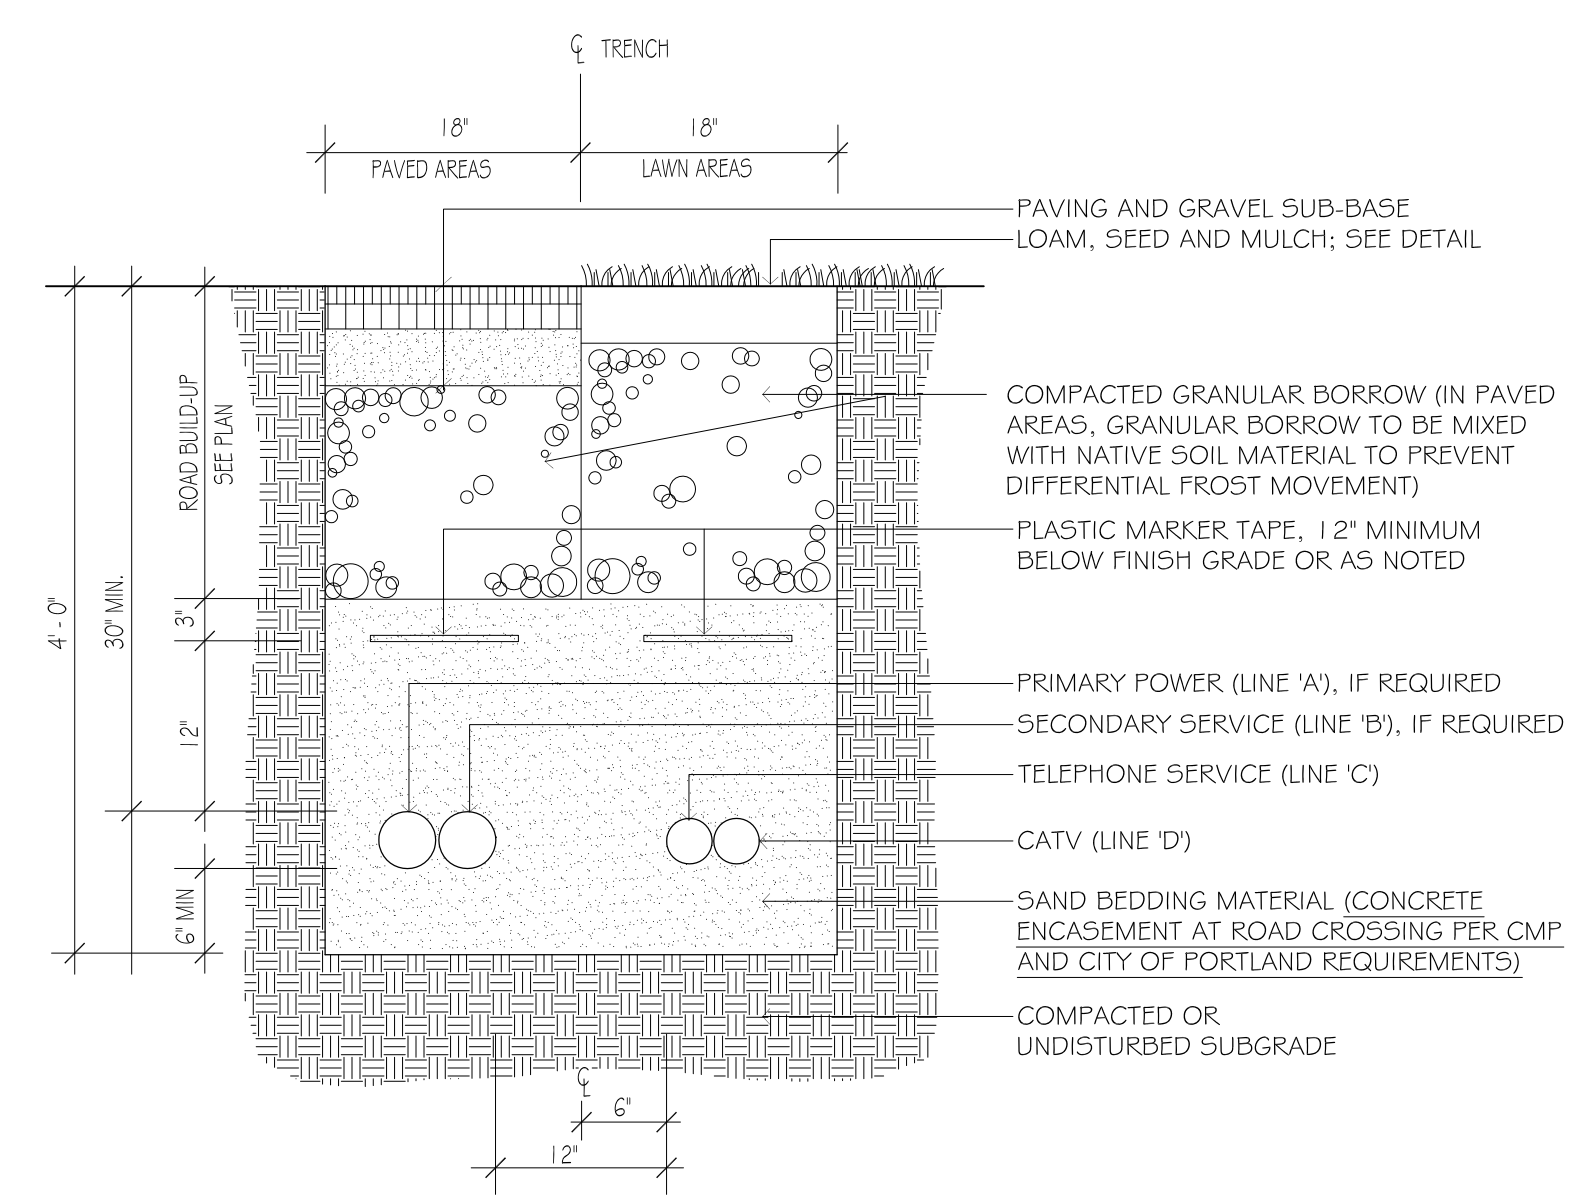 ℄ TRENCH
18" 18"
PAVED AREAS LAWN AREAS
PAVING AND GRAVEL SUB-BASE
LOAM, SEED AND MULCH; SEE DETAIL
COMPACTED GRANULAR BORROW (IN PAVED
AREAS, GRANULAR BORROW TO BE MIXED
WITH NATIVE SOIL MATERIAL TO PREVENT
DIFFERENTIAL FROST MOVEMENT)
PLASTIC MARKER TAPE, 12" MINIMUM
BELOW FINISH GRADE OR AS NOTED
PRIMARY POWER (LINE 'A'), IF REQUIRED
SECONDARY SERVICE (LINE 'B'), IF REQUIRED
TELEPHONE SERVICE (LINE 'C')
CATV (LINE 'D')
SAND BEDDING MATERIAL (CONCRETE
ENCASEMENT AT ROAD CROSSING PER CMP
AND CITY OF PORTLAND REQUIREMENTS)
COMPACTED OR
UNDISTURBED SUBGRADE
4' - 0"
30" MIN.
ROAD BUILD-UP
SEE PLAN
3"
12"
6" MIN
℄
6"
12"